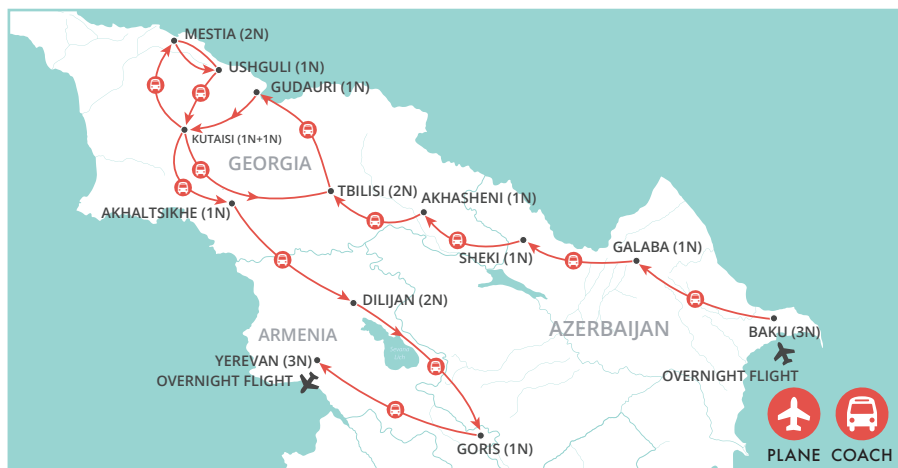 MESTIA (2N)
USHGULI (1N)
GUDAURI (1N)
KUTAISI (1N+1N)
GEORGIA
TBILISI (2N)
AKHASHENI (1N)
AKHALTSIKHE (1N)
SHEKI (1N)
GALABA (1N)
DILIJAN (2N)
ARMENIA
AZERBAIJAN
BAKU (3N)
YEREVAN (3N)
OVERNIGHT FLIGHT
OVERNIGHT FLIGHT
GORIS (1N)
PLANE COACH